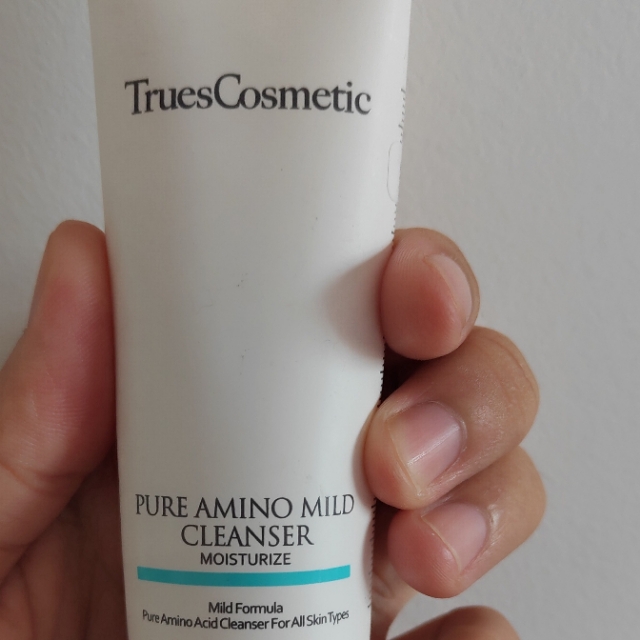 TruesCosmetic
PURE AMINO MILD
CLEANSER
MOISTURIZE
Mild Formula
Pure Amino Acid Cleanser For All Skin Types